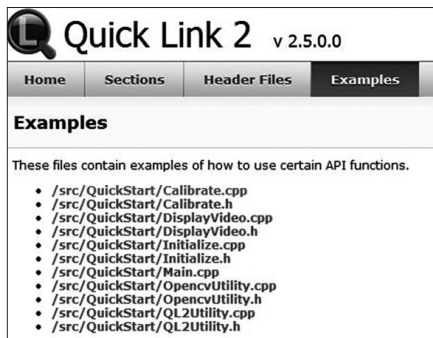 Quick Link 2 v 2.5.0.0
Home Sections Header Files Examples
Examples
These files contain examples of how to use certain API functions.
• /src/QuickStart/Calibrate.cpp
• /src/QuickStart/Calibrate.h
• /src/QuickStart/DisplayVideo.cpp
• /src/QuickStart/DisplayVideo.h
• /src/QuickStart/Initialize.cpp
• /src/QuickStart/Initialize.h
• /src/QuickStart/Main.cpp
• /src/QuickStart/OpencvUtility.cpp
• /src/QuickStart/OpencvUtility.h
• /src/QuickStart/QL2Utility.cpp
• /src/QuickStart/QL2Utility.h